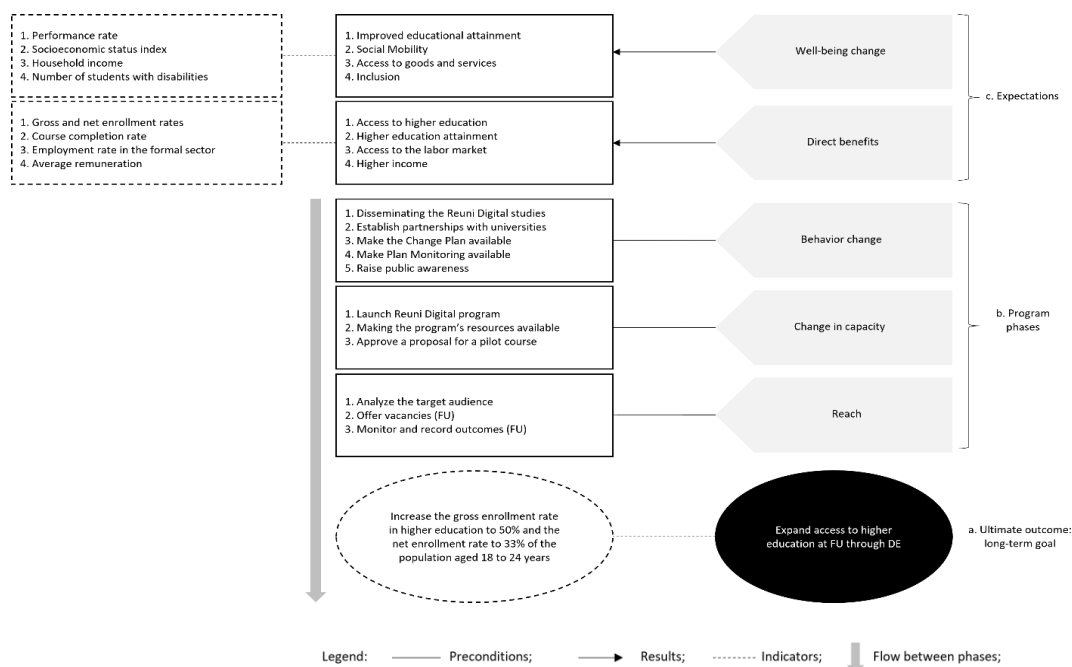 1. Performance rate
2. Socioeconomic status index
3. Household income
4. Number of students with disabilities
1. Improved educational attainment
2. Social Mobility
3. Access to goods and services
4. Inclusion
Well-being change
c. Expectations
1. Gross and net enrollment rates
2. Course completion rate
3. Employment rate in the formal sector
4. Average remuneration
1. Access to higher education
2. Higher education attainment
3. Access to the labor market
4. Higher income
Direct benefits
1. Disseminating the Reuni Digital studies
2. Establish partnerships with universities
3. Make the Change Plan available
4. Make Plan Monitoring available
5. Raise public awareness
Behavior change
1. Launch Reuni Digital program
2. Making the program's resources available
3. Approve a proposal for a pilot course
Change in capacity
b. Program
phases
1. Analyze the target audience
2. Offer vacancies (FU)
3. Monitor and record outcomes (FU)
Reach
Increase the gross enrollment rate
in higher education to 50% and the
net enrollment rate to 33% of the
population aged 18 to 24 years
Expand access to higher
education at FU through DE
a. Ultimate outcome:
long-term goal
Legend: Preconditions; Results; Indicators; Flow between phases;